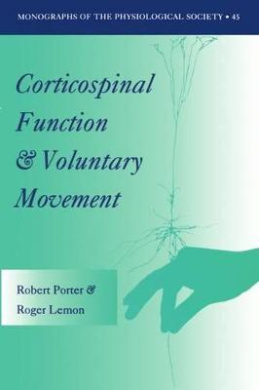 MONOGRAPHS OF THE PHYSIOLOGICAL SOCIETY • 45
Corticospinal
Function
& Voluntary
Movement
Robert Porter &
Roger Lemon